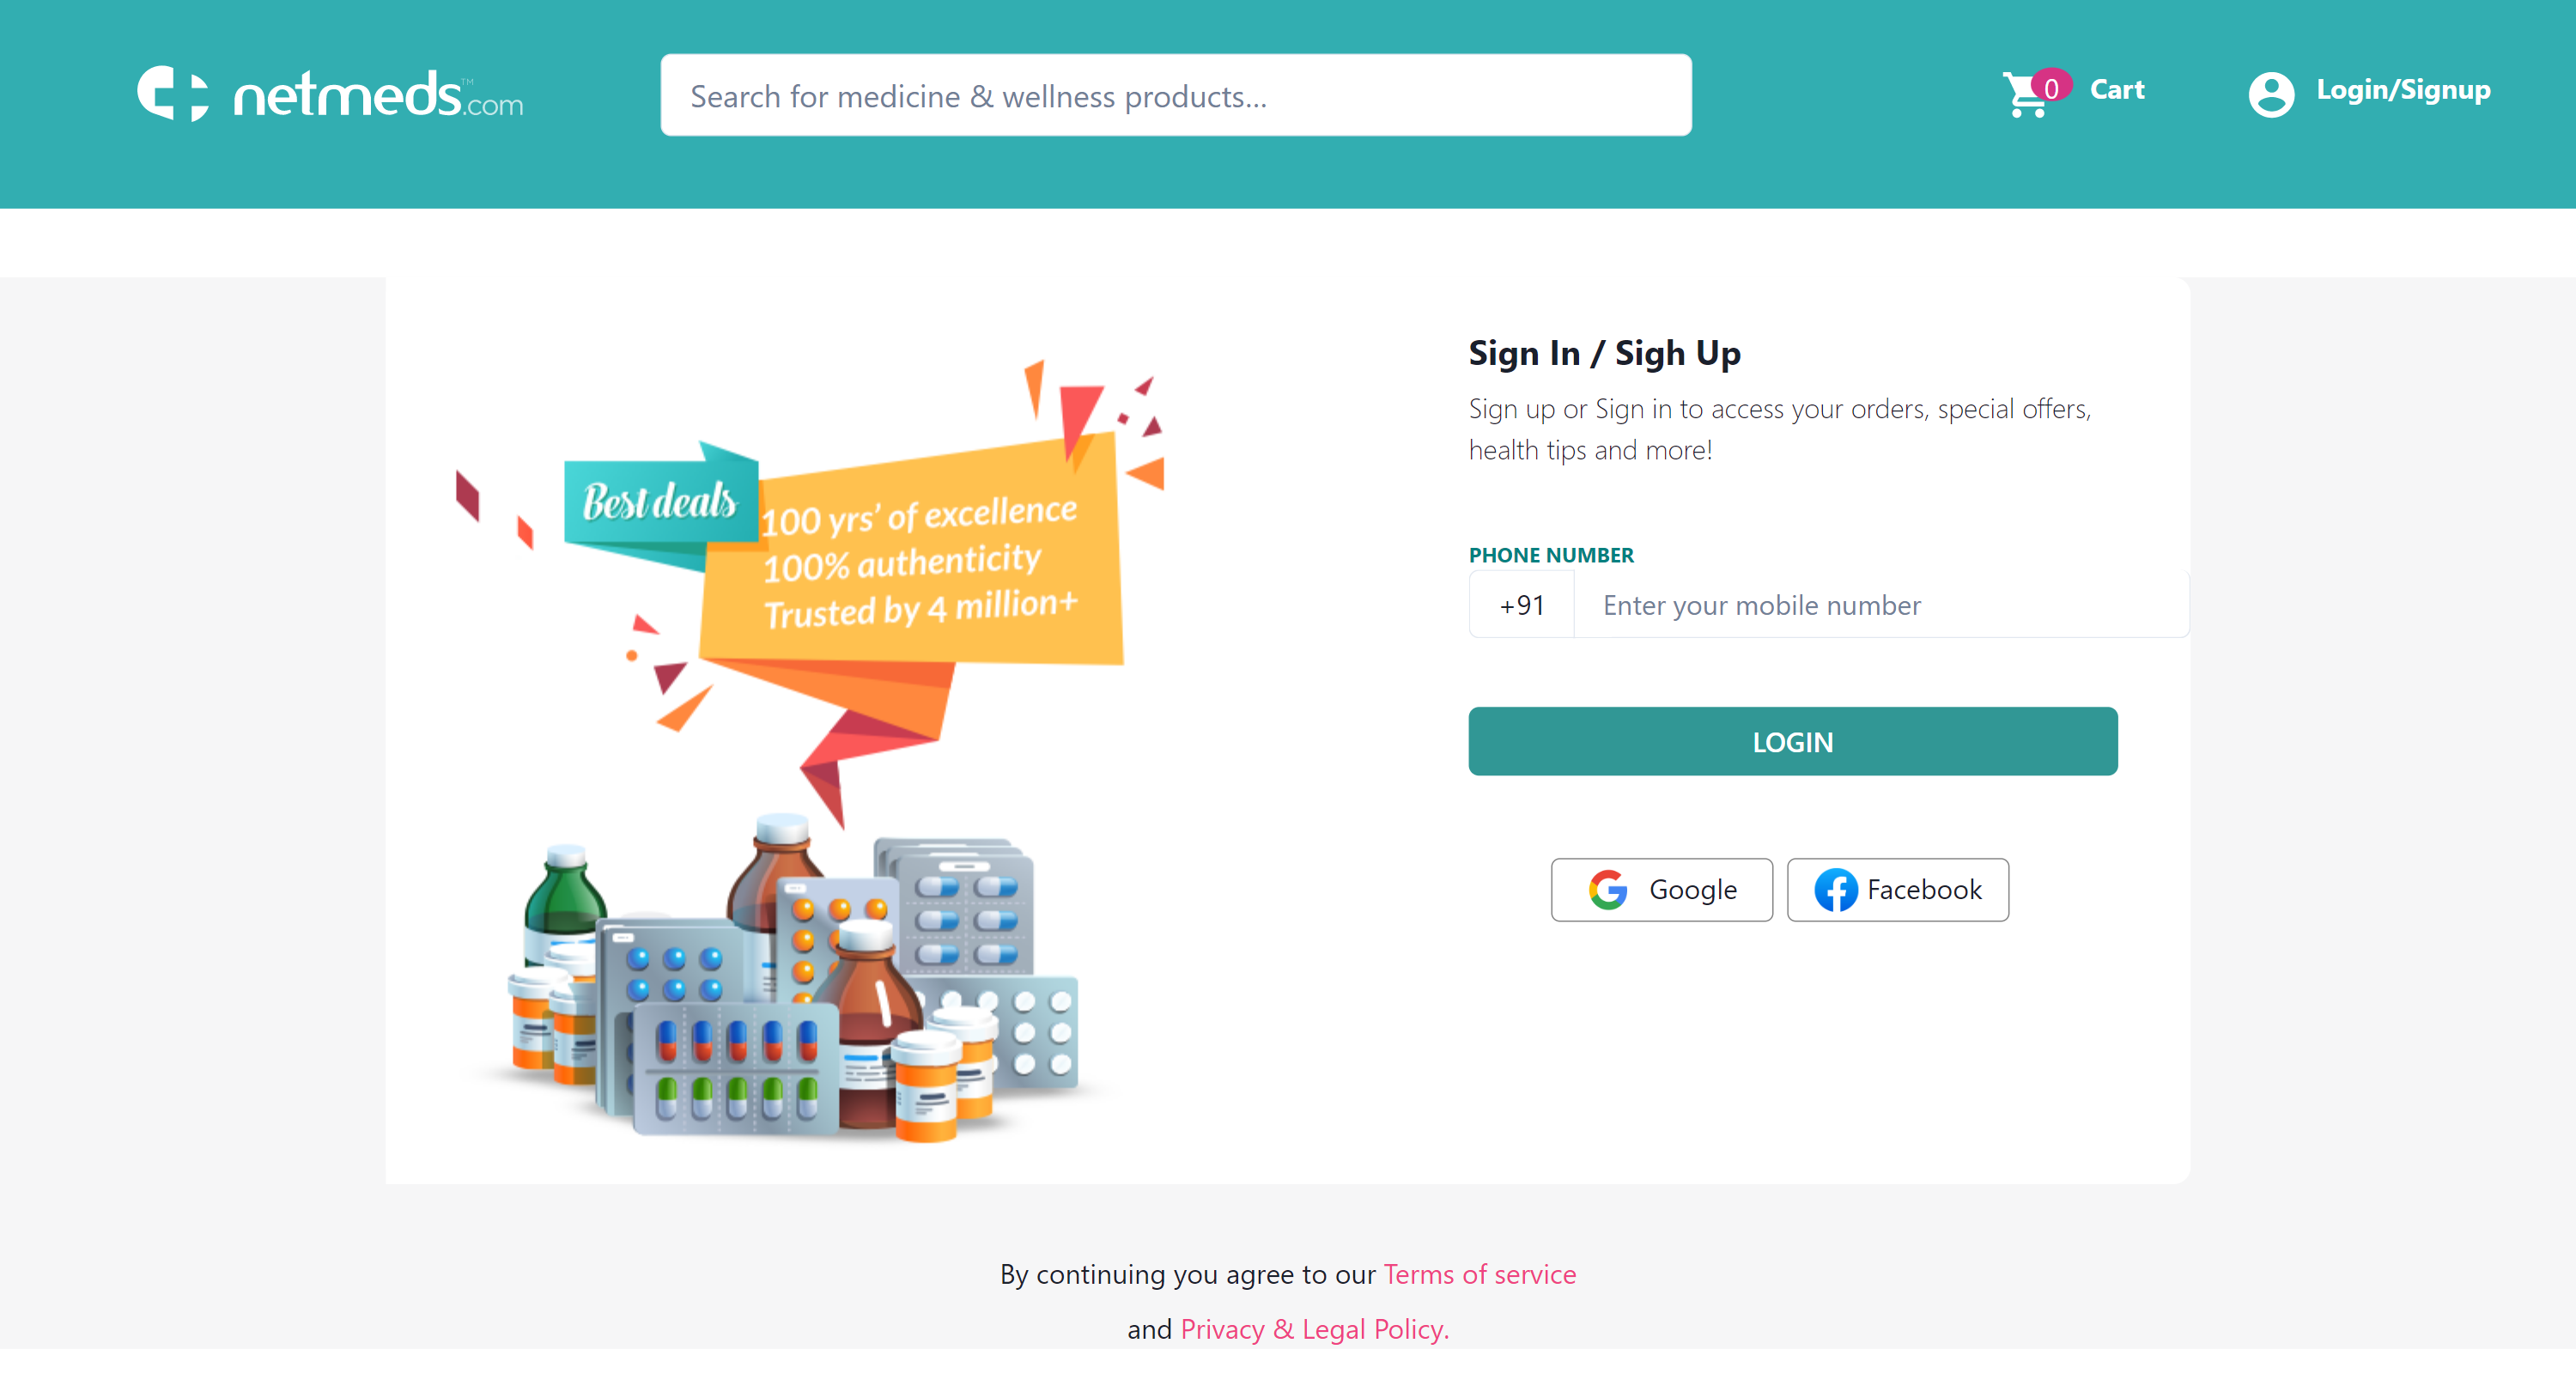 netmeds.com™
Search for medicine & wellness products...
0 Cart
Login/Signup
Best deals
100 yrs' of excellence
100% authenticity
Trusted by 4 million+
Sign In / Sigh Up
Sign up or Sign in to access your orders, special offers,
health tips and more!
PHONE NUMBER
+91 Enter your mobile number
LOGIN
Google
Facebook
By continuing you agree to our Terms of service
and Privacy & Legal Policy.